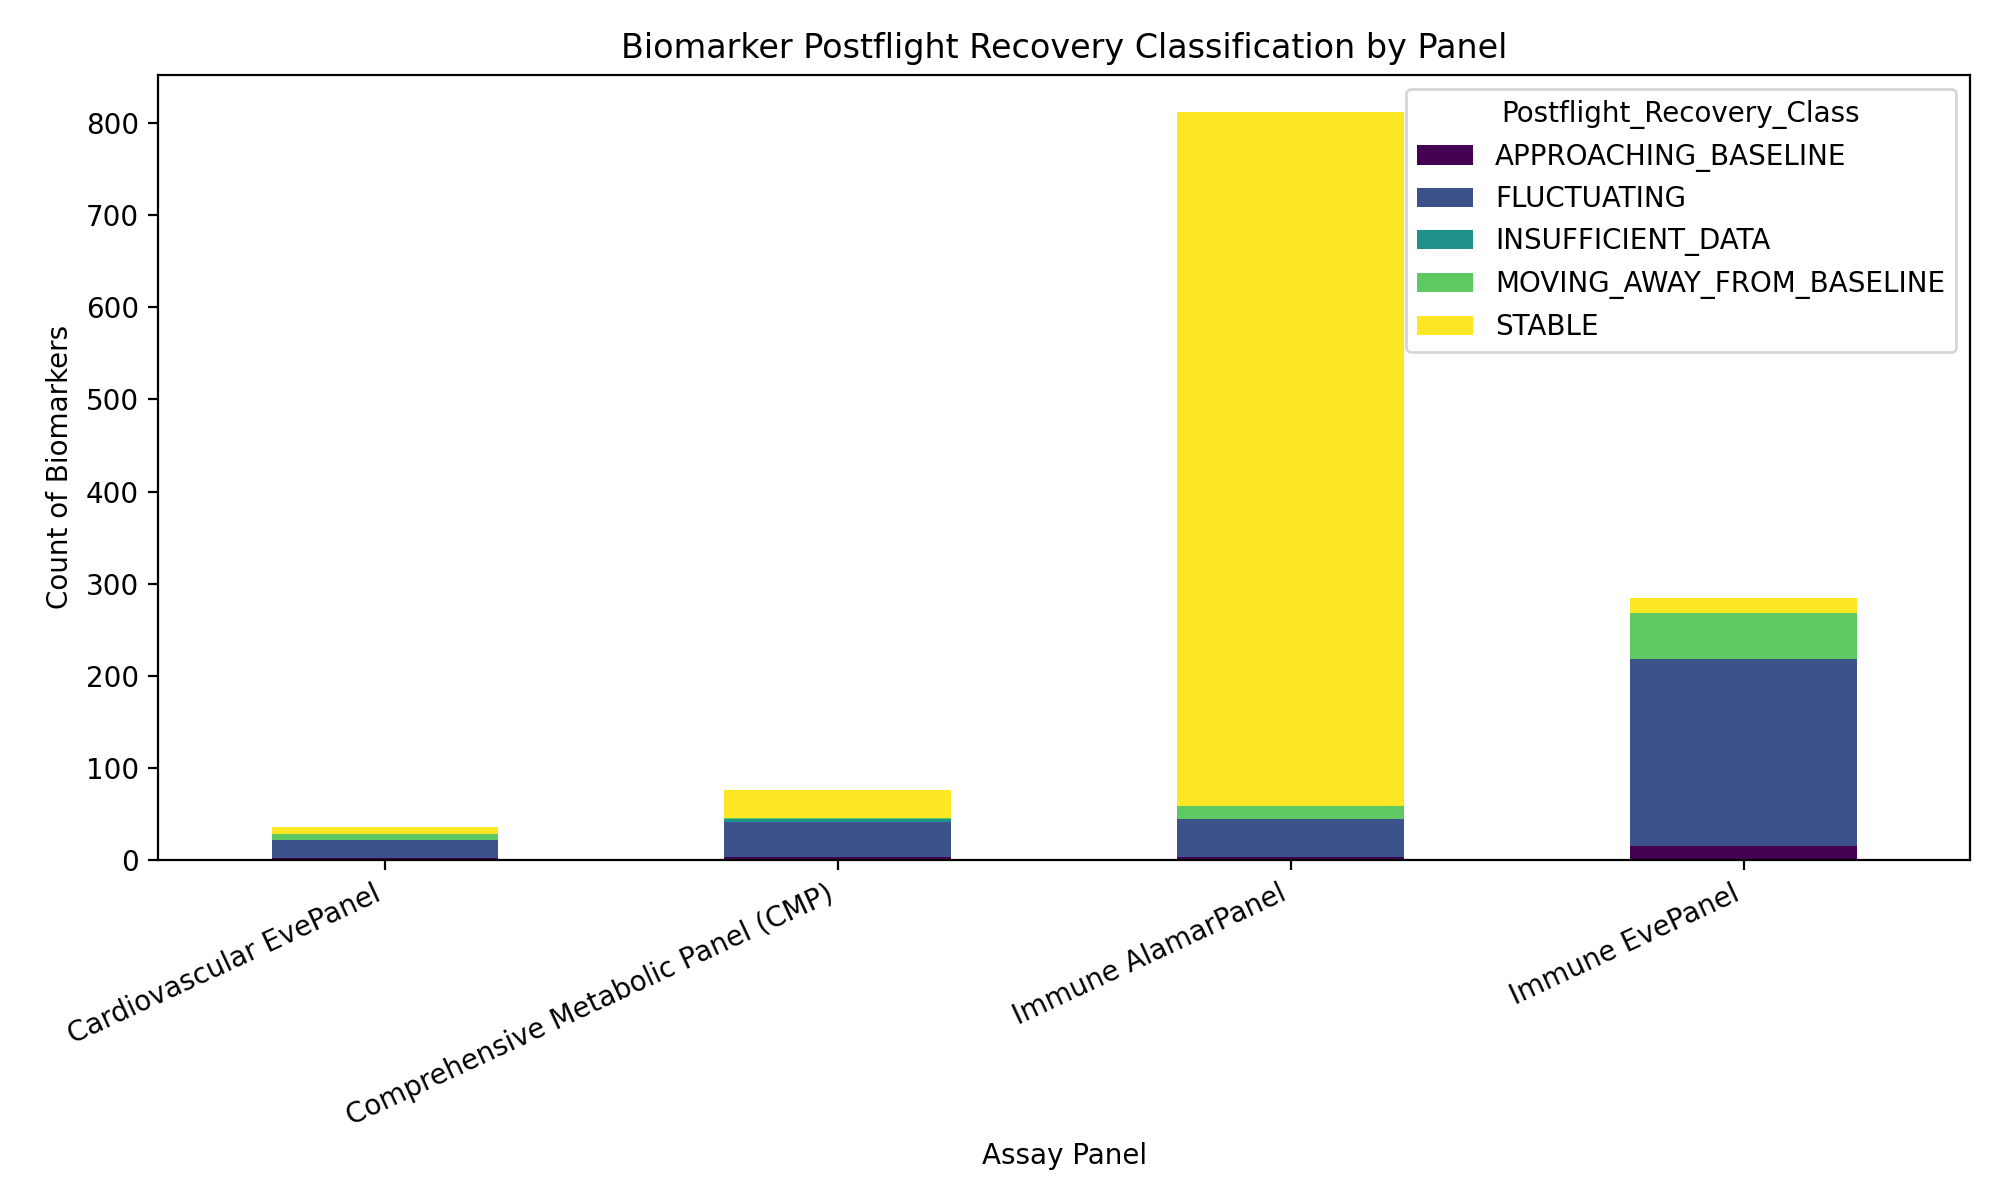 Biomarker Postflight Recovery Classification by Panel
Count of Biomarkers
800
700
600
500
400
300
200
100
0
Postflight_Recovery_Class
APPROACHING_BASELINE
FLUCTUATING
INSUFFICIENT_DATA
MOVING_AWAY_FROM_BASELINE
STABLE
Cardiovascular EvePanel
Comprehensive Metabolic Panel (CMP)
Immune AlamarPanel
Immune EvePanel
Assay Panel